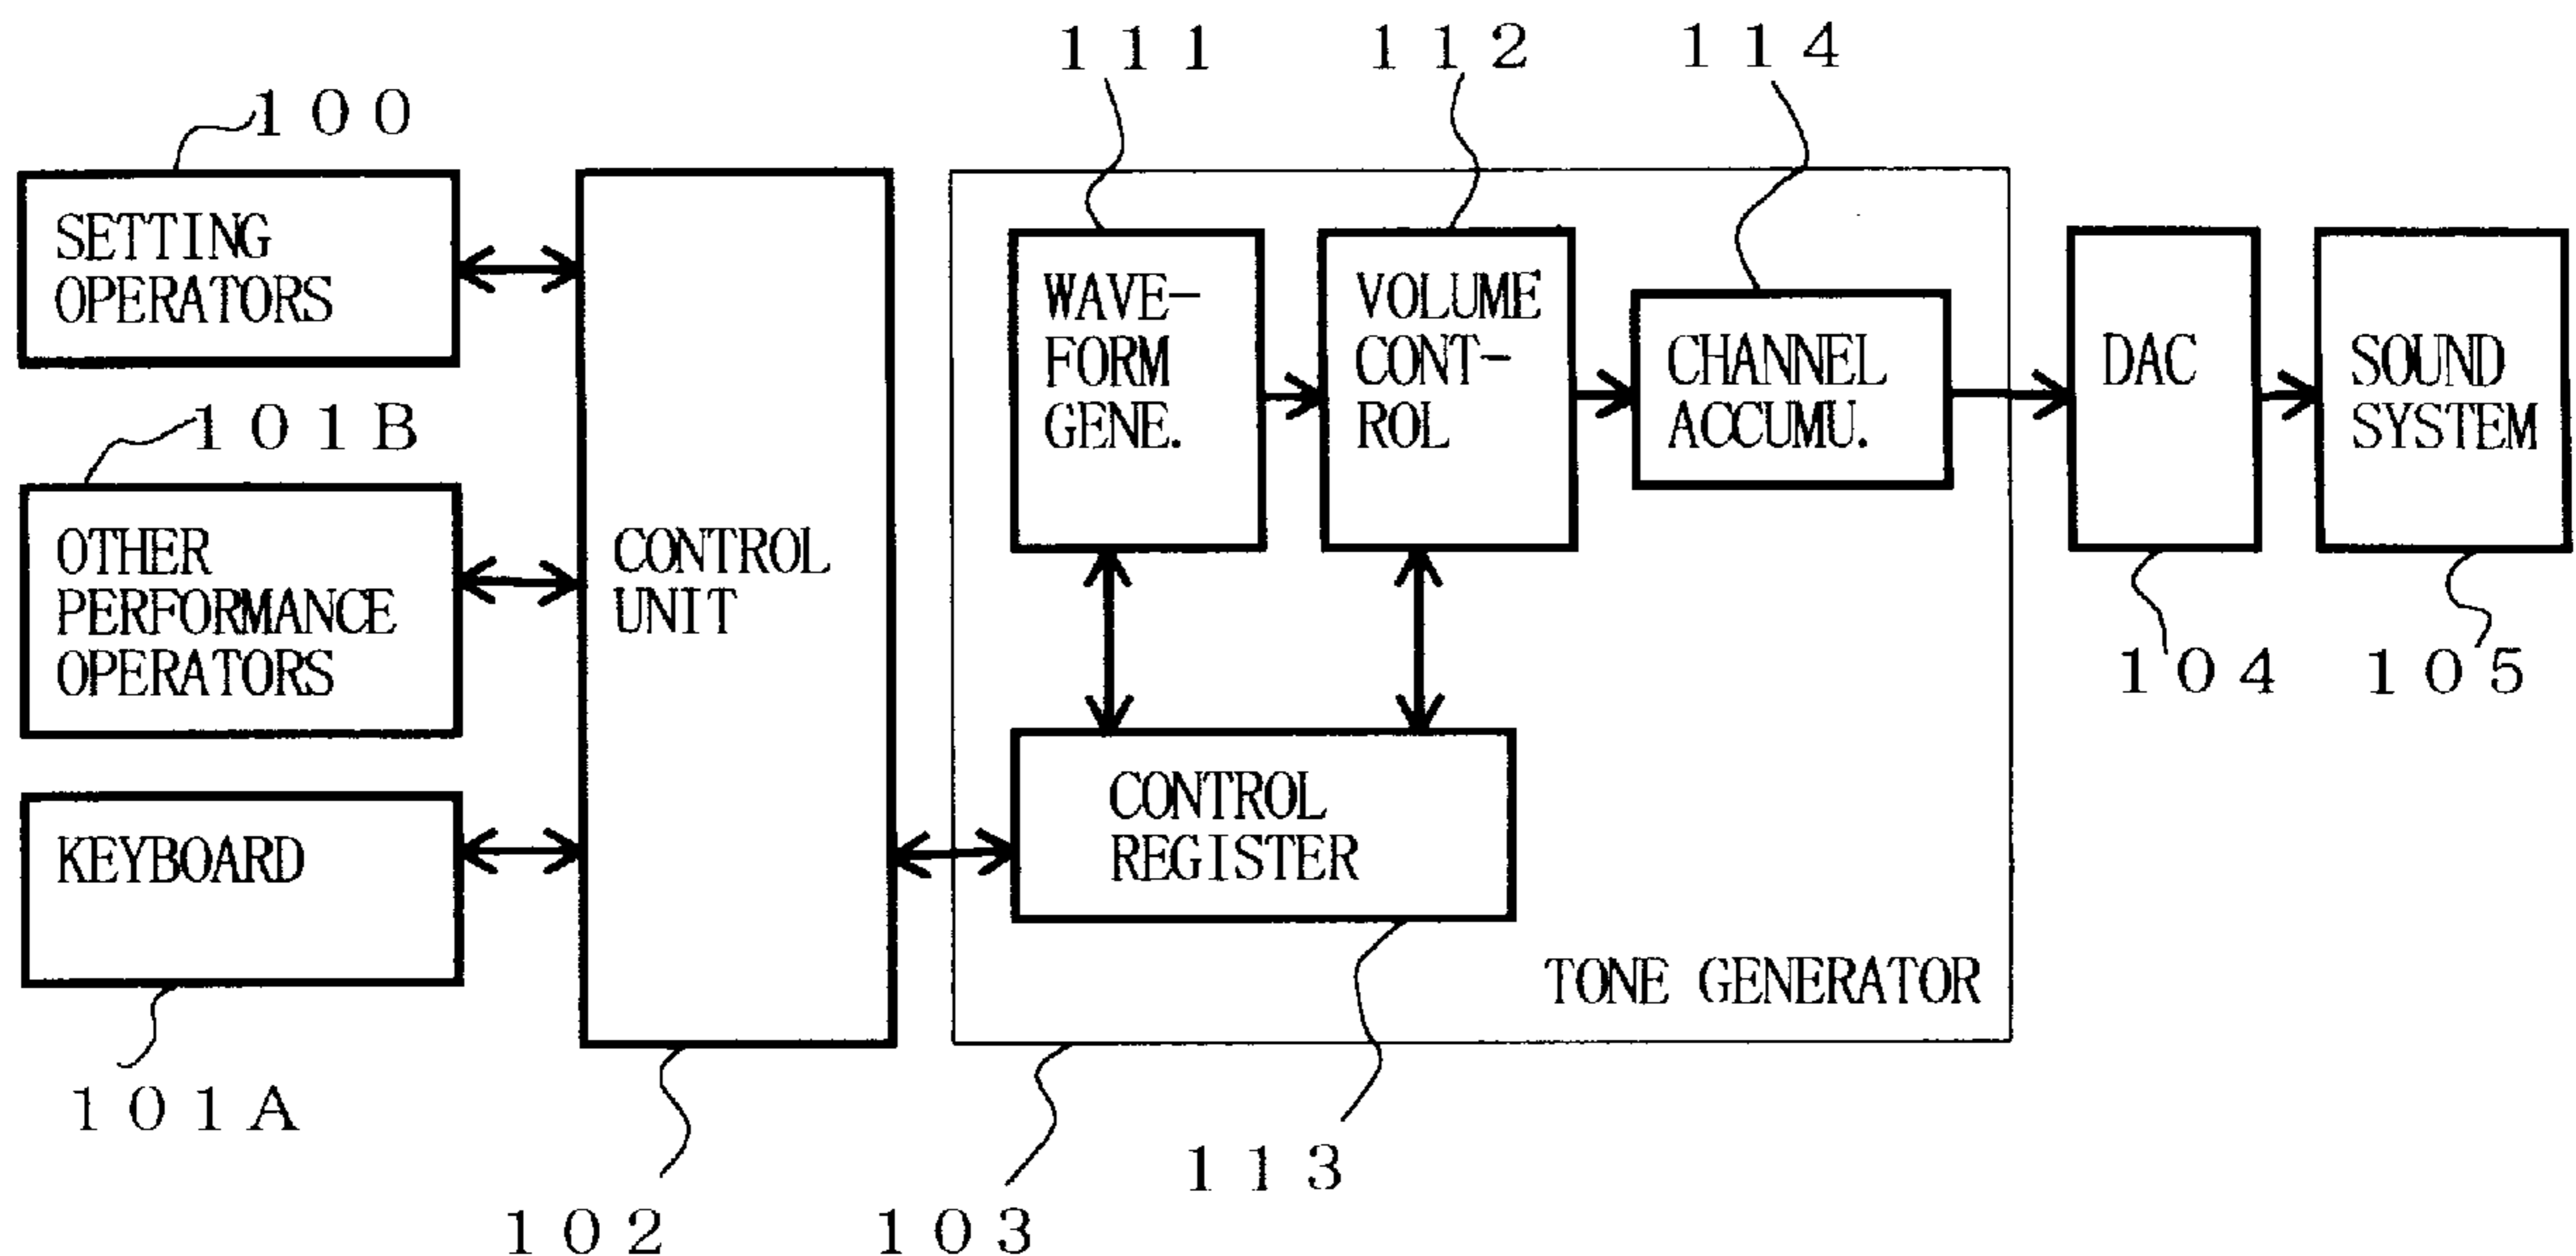 111
112
114
100
SETTING
OPERATORS
101B
OTHER
PERFORMANCE
OPERATORS
KEYBOARD
101A
CONTROL
UNIT
102
WAVE-
FORM
GENE.
VOLUME
CONT-
ROL
CHANNEL
ACCUMU.
CONTROL
REGISTER
TONE GENERATOR
113
103
DAC
104
SOUND
SYSTEM
105